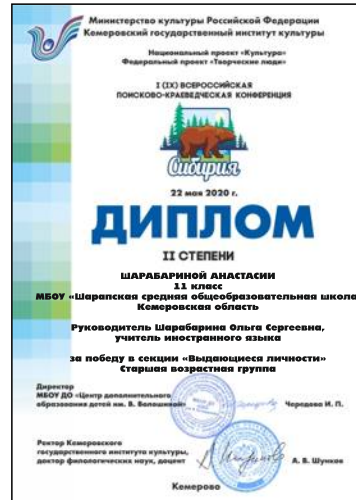 Министерство культуры Российской Федерации
Кемеровский государственный институт культуры
Национальный проект «Культура»
Федеральный проект «Творческие люди»
I (IX) ВСЕРОССИЙСКАЯ
ПОИСКОВО-КРАЕВЕДЧЕСКАЯ КОНФЕРЕНЦИЯ
Сибирия
22 мая 2020 г.
ДИПЛОМ
II СТЕПЕНИ
ШАРАБАРИНОЙ АНАСТАСИИ
11 класс
МБОУ «Шарапская средняя общеобразовательная школа
Кемеровская область
Руководитель Шарабарина Ольга Сергеевна,
учитель иностранного языка
за победу в секции «Выдающиеся личности»
Старшая возрастная группа
Директор
МБОУ ДО «Центр дополнительного
образования детей им. В. Волошиной»
Чередова И. П.
Ректор Кемеровского
государственного института культуры,
доктор филологических наук, доцент
А. В. Шунков
Кемерово